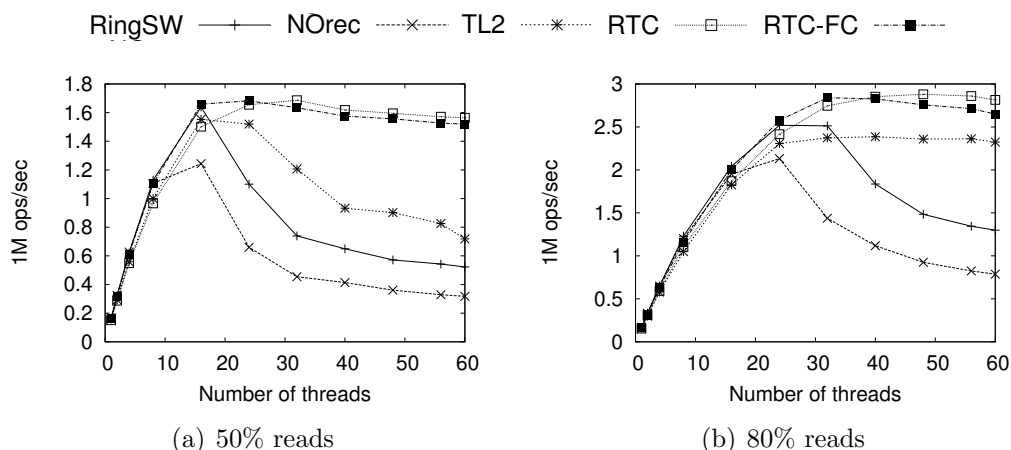 RingSW NOrec TL2 RTC RTC-FC
1M ops/sec
1.8
1.6
1.4
1.2
1
0.8
0.6
0.4
0.2
0
0 10 20 30 40 50 60
Number of threads
(a) 50% reads
1M ops/sec
3
2.5
2
1.5
1
0.5
0
0 10 20 30 40 50 60
Number of threads
(b) 80% reads